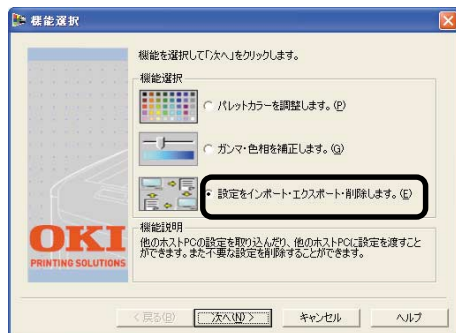 機能選択
機能を選択して「次へ」をクリックします。
機能選択
パレットカラーを調整します。(P)
ガンマ・色相を補正します。(G)
設定をインポート・エクスポート・削除します。(E)
機能説明
他のホストPCの設定を取り込んだり、他のホストPCに設定を渡すこと
ができます。また不要な設定を削除することができます。
OKI
PRINTING SOLUTIONS
< 戻る(B)
次へ(N) >
キャンセル
ヘルプ